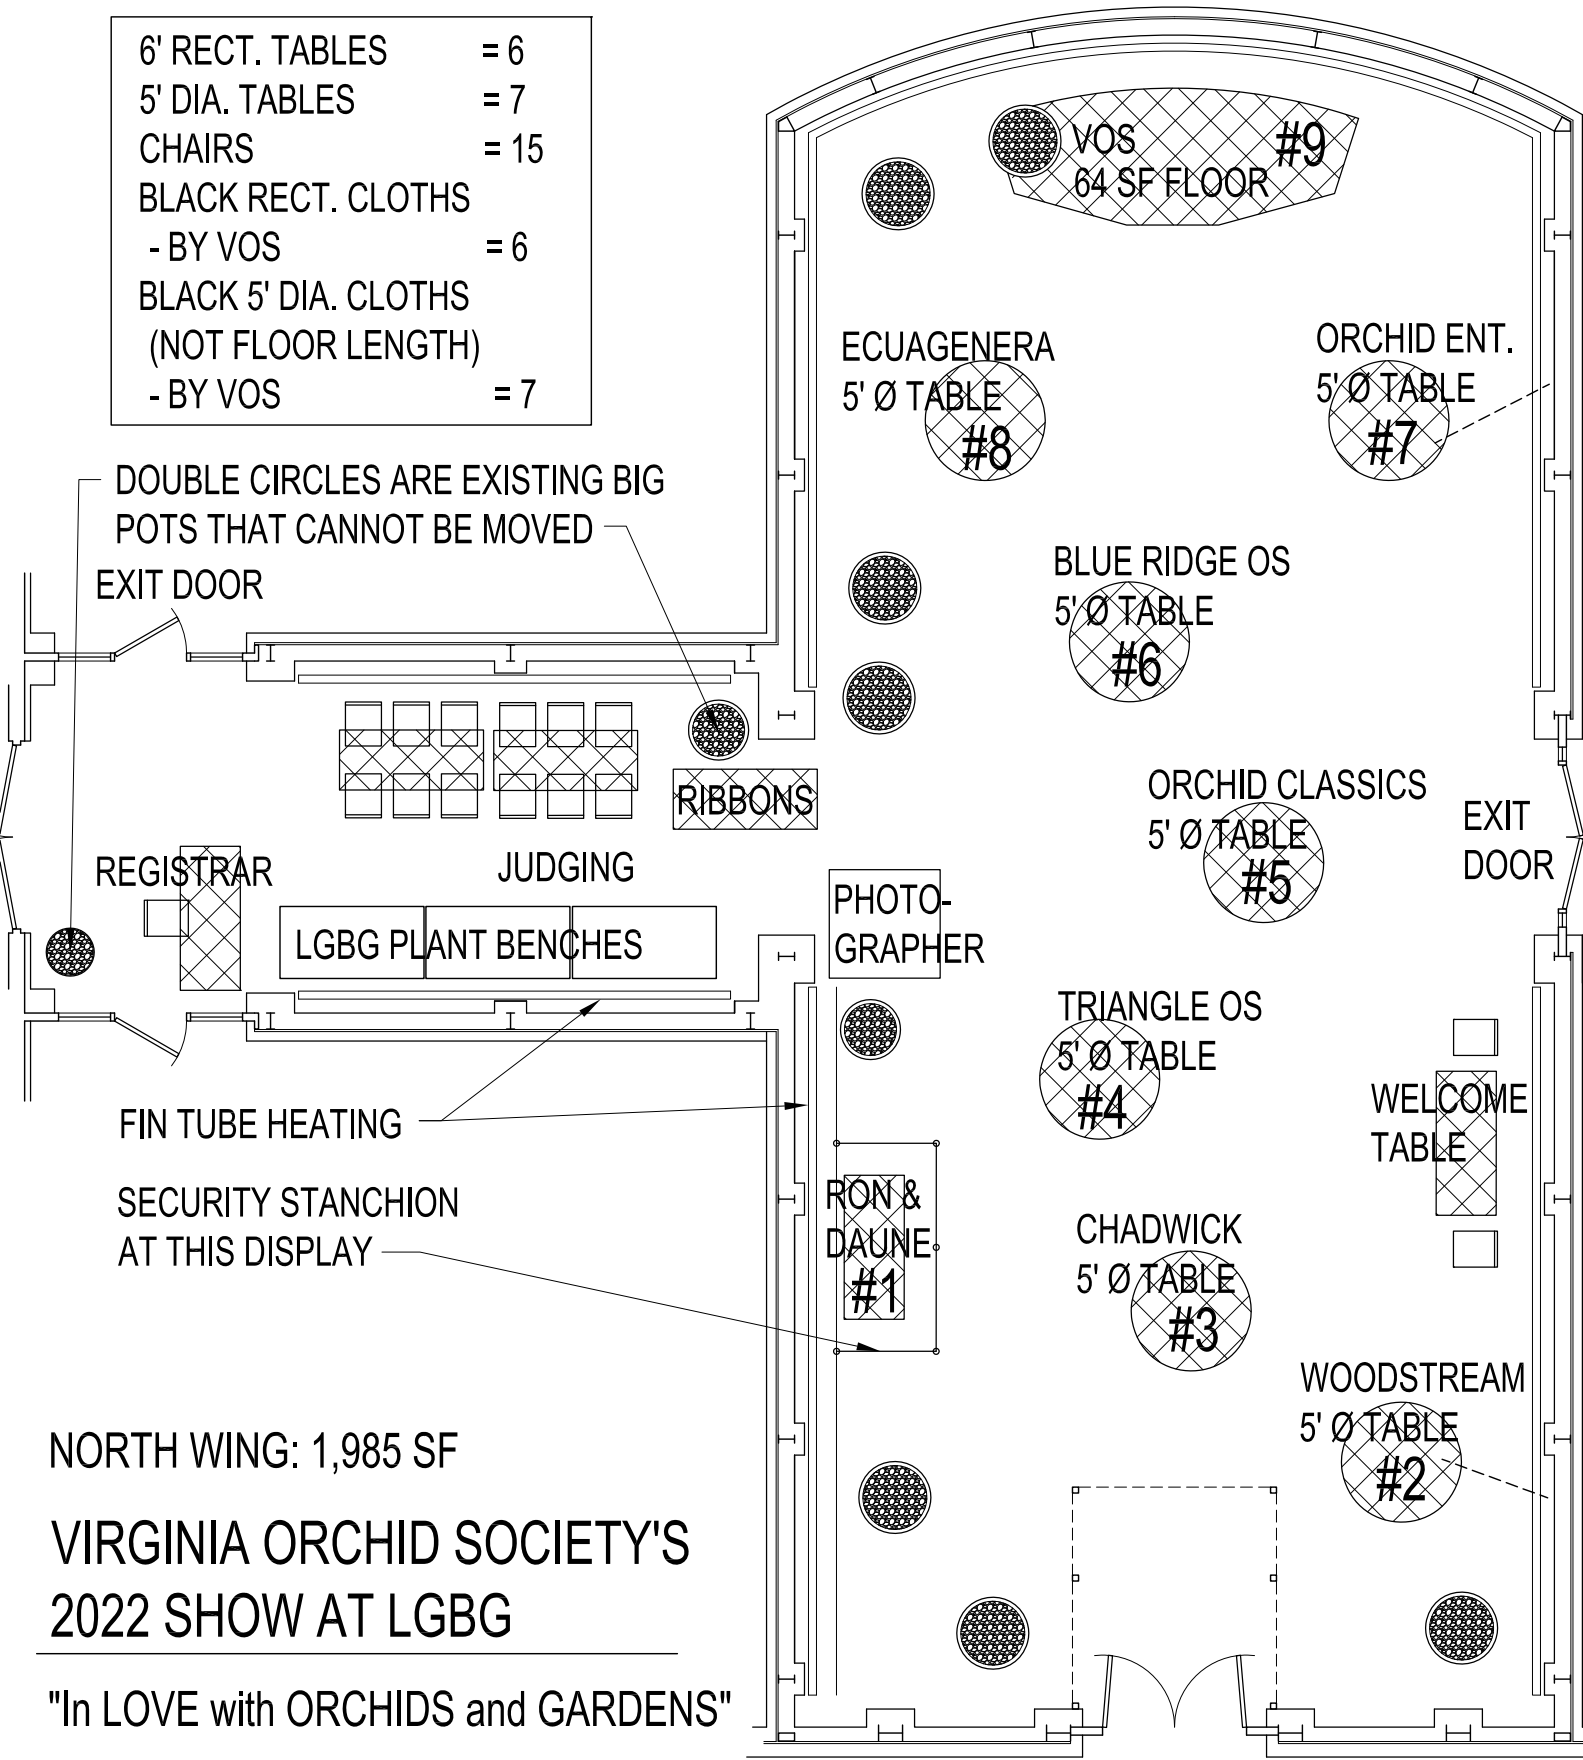 6' RECT. TABLES = 6
5' DIA. TABLES = 7
CHAIRS = 15
BLACK RECT. CLOTHS
- BY VOS = 6
BLACK 5' DIA. CLOTHS
(NOT FLOOR LENGTH)
- BY VOS = 7
VOS #9
64 SF FLOOR
ECUAGENERA
5' Ø TABLE
#8
ORCHID ENT.
5' Ø TABLE
#7
DOUBLE CIRCLES ARE EXISTING BIG
POTS THAT CANNOT BE MOVED
EXIT DOOR
BLUE RIDGE OS
5' Ø TABLE
#6
RIBBONS
ORCHID CLASSICS
5' Ø TABLE
#5
EXIT
DOOR
REGISTRAR
JUDGING
LGBG PLANT BENCHES
PHOTO-
GRAPHER
TRIANGLE OS
5' Ø TABLE
#4
WELCOME
TABLE
FIN TUBE HEATING
SECURITY STANCHION
AT THIS DISPLAY
RON &
DAUNE
#1
CHADWICK
5' Ø TABLE
#3
WOODSTREAM
5' Ø TABLE
#2
NORTH WING: 1,985 SF
VIRGINIA ORCHID SOCIETY'S
2022 SHOW AT LGBG
"In LOVE with ORCHIDS and GARDENS"